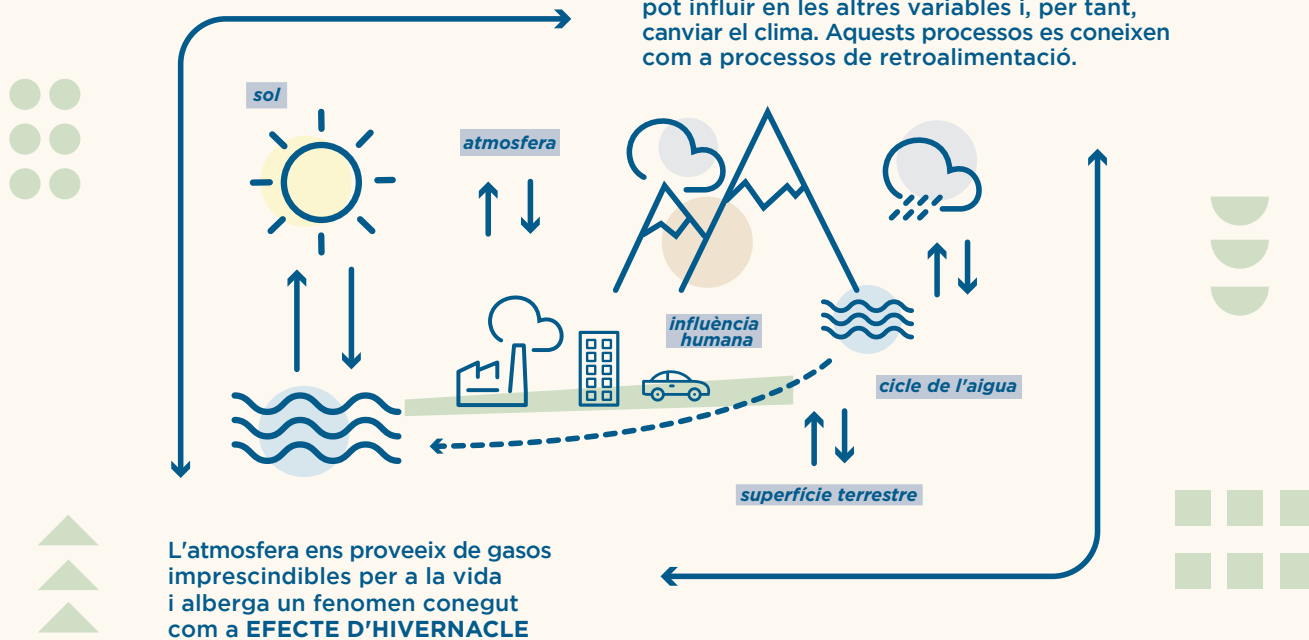 pot influir en les altres variables i, per tant,
canviar el clima. Aquests processos es coneixen
com a processos de retroalimentació.
sol
atmosfera
influència
humana
cicle de l'aigua
superfície terrestre
L'atmosfera ens proveeix de gasos
imprescindibles per a la vida
i alberga un fenomen conegut
com a EFECTE D'HIVERNACLE